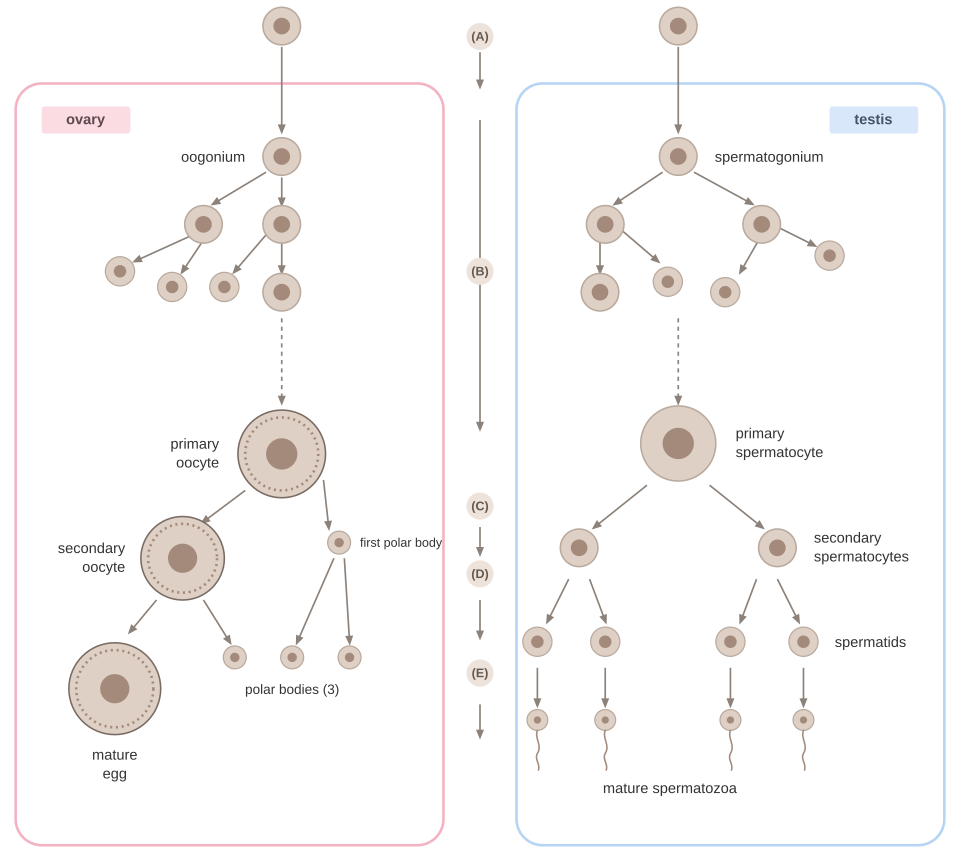 (A)
ovary
testis
oogonium
spermatogonium
(B)
primary
oocyte
primary
spermatocyte
(C)
secondary
oocyte
first polar body
(D)
secondary
spermatocytes
spermatids
(E)
polar bodies (3)
mature
egg
mature spermatozoa